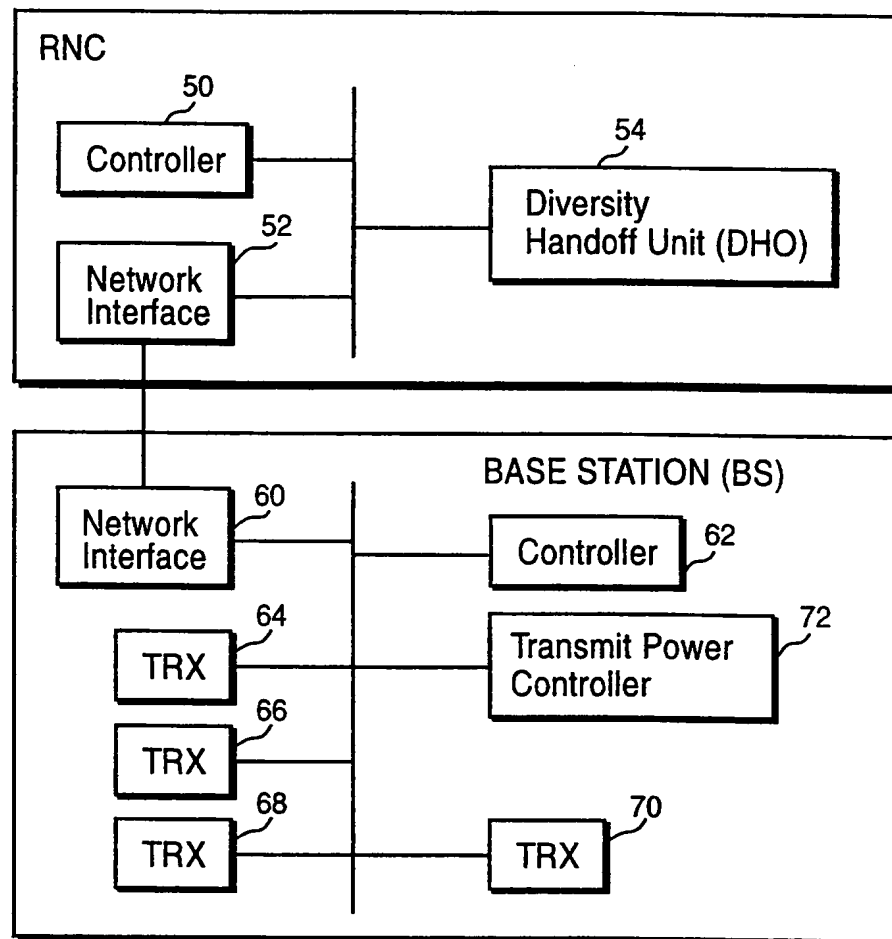 RNC
50
Controller
52
Network
Interface
54
Diversity
Handoff Unit (DHO)
BASE STATION (BS)
60
Network
Interface
62
Controller
64
TRX
72
Transmit Power
Controller
66
TRX
68
TRX
70
TRX